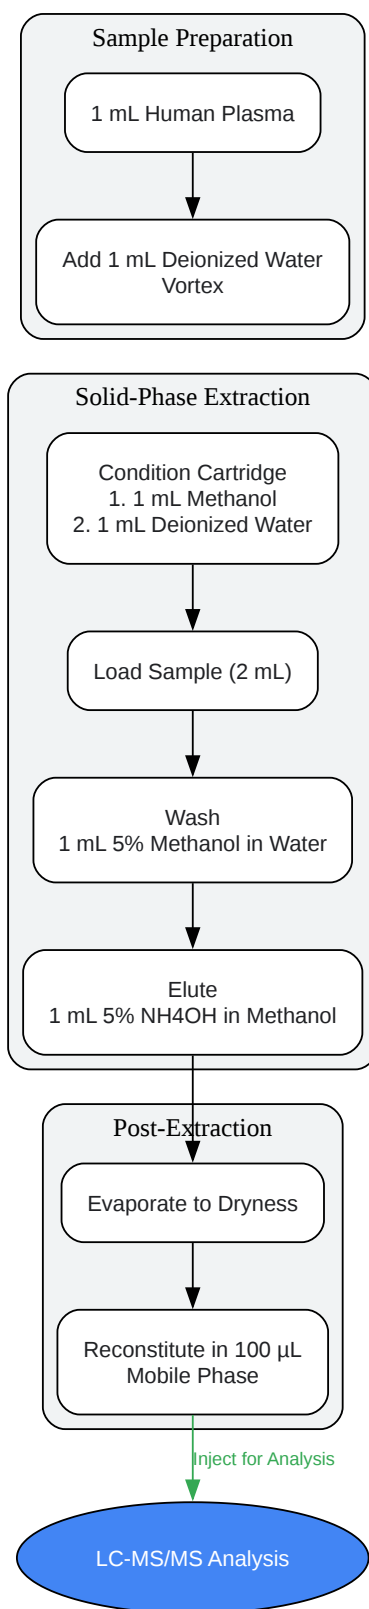 Sample Preparation
1 mL Human Plasma
Add 1 mL Deionized Water
Vortex
Solid-Phase Extraction
Condition Cartridge
1. 1 mL Methanol
2. 1 mL Deionized Water
Load Sample (2 mL)
Wash
1 mL 5% Methanol in Water
Elute
1 mL 5% NH4OH in Methanol
Post-Extraction
Evaporate to Dryness
Reconstitute in 100 µL
Mobile Phase
Inject for Analysis
LC-MS/MS Analysis